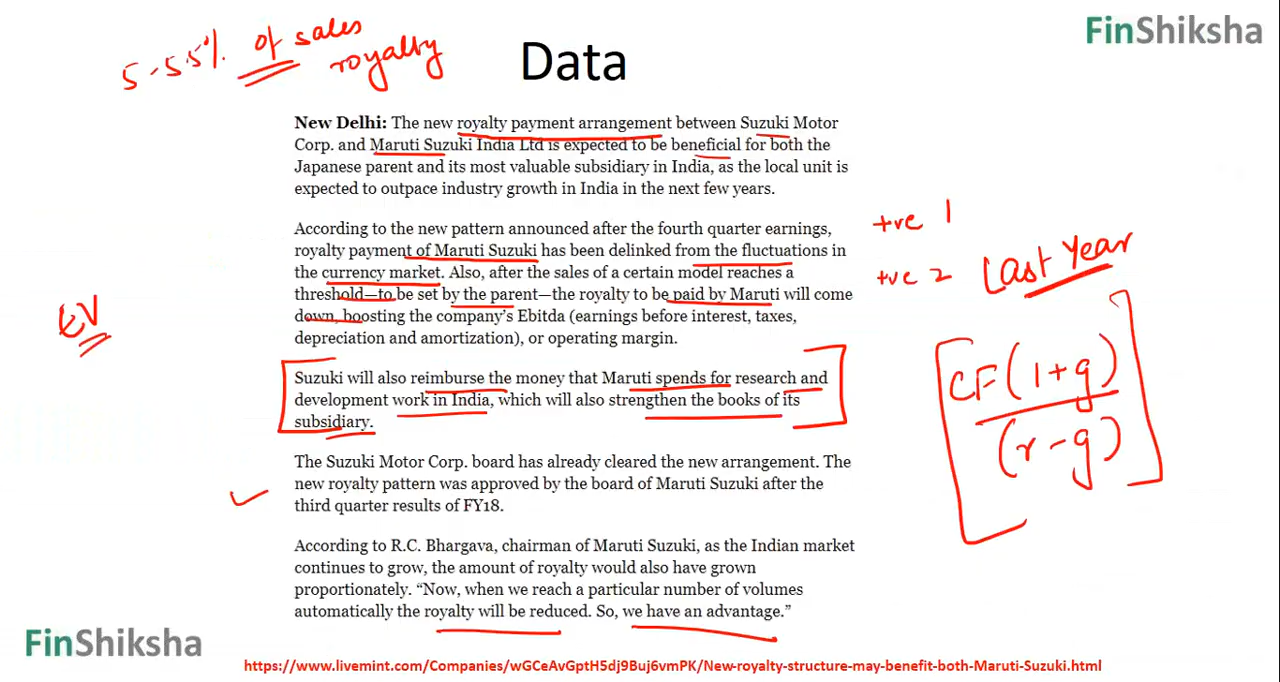 FinShiksha
5-5.5% of sales
royalty
Data
New Delhi: The new royalty payment arrangement between Suzuki Motor
Corp. and Maruti Suzuki India Ltd is expected to be beneficial for both the
Japanese parent and its most valuable subsidiary in India, as the local unit is
expected to outpace industry growth in India in the next few years.
According to the new pattern announced after the fourth quarter earnings,
royalty payment of Maruti Suzuki has been delinked from the fluctuations in
the currency market. Also, after the sales of a certain model reaches a
threshold—to be set by the parent—the royalty to be paid by Maruti will come
down, boosting the company's Ebitda (earnings before interest, taxes,
depreciation and amortization), or operating margin.
+ve 1
+ve 2 Last Year
EV
CF(1+g)
(r-g)
Suzuki will also reimburse the money that Maruti spends for research and
development work in India, which will also strengthen the books of its
subsidiary.
The Suzuki Motor Corp. board has already cleared the new arrangement. The
new royalty pattern was approved by the board of Maruti Suzuki after the
third quarter results of FY18.
According to R.C. Bhargava, chairman of Maruti Suzuki, as the Indian market
continues to grow, the amount of royalty would also have grown
proportionately. “Now, when we reach a particular number of volumes
automatically the royalty will be reduced. So, we have an advantage.”
FinShiksha
https://www.livemint.com/Companies/wGCeAvGptH5dj9Buj6vmPK/New-royalty-structure-may-benefit-both-Maruti-Suzuki.html